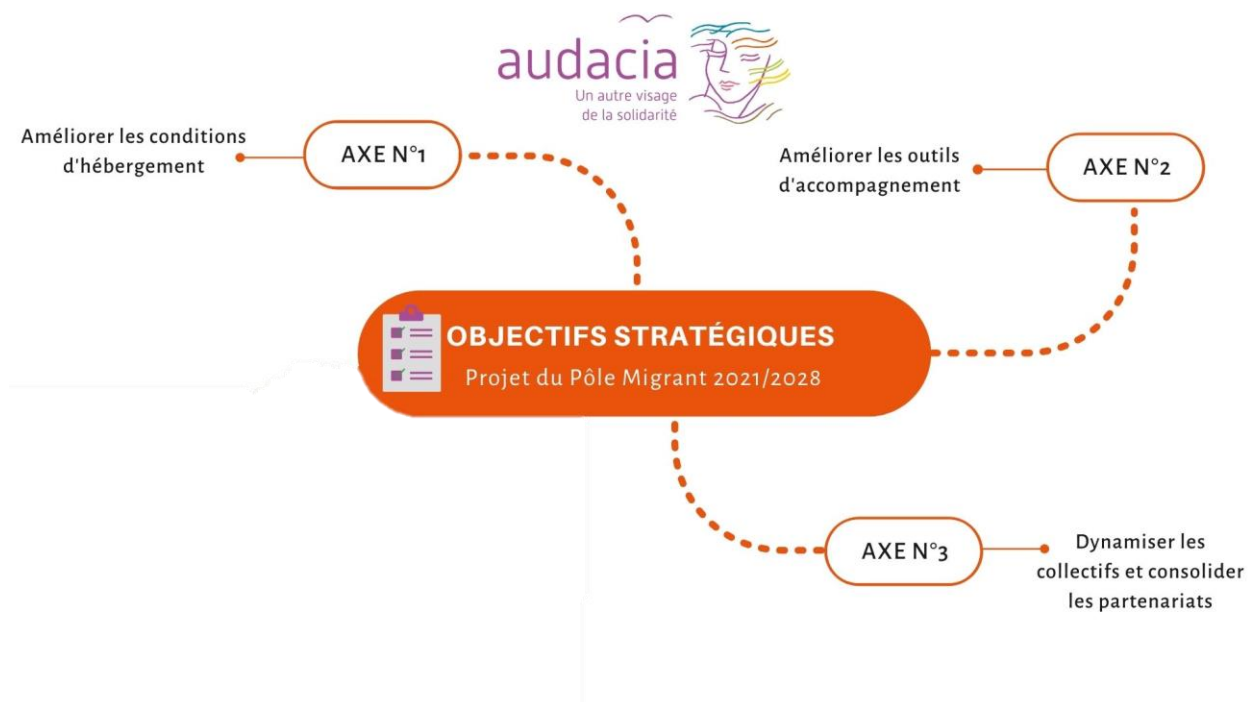 audacia
Un autre visage
de la solidarité
Améliorer les conditions
d'hébergement
AXE N°1
Améliorer les outils
d'accompagnement
AXE N°2
OBJECTIFS STRATÉGIQUES
Projet du Pôle Migrant 2021/2028
AXE N°3
Dynamiser les
collectifs et consolider
les partenariats